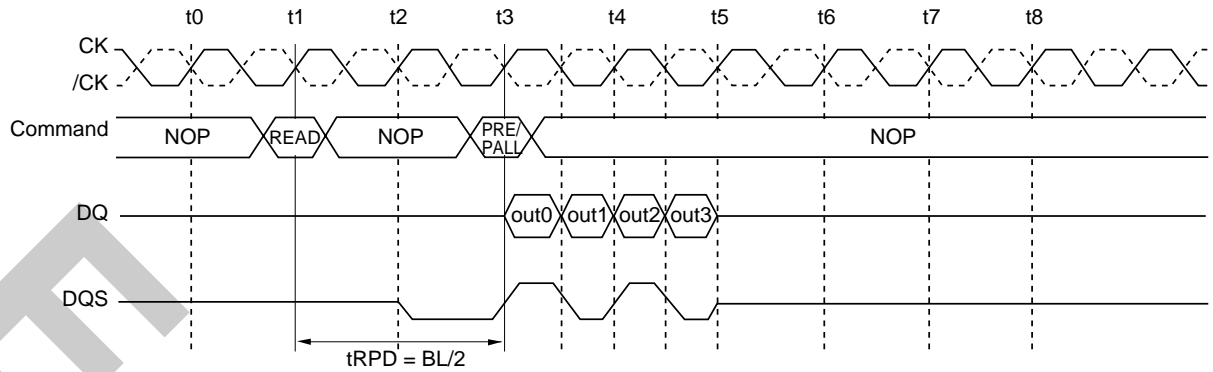 t0 t1 t2 t3 t4 t5 t6 t7 t8
CK
/CK
Command NOP READ NOP PRE/ PALL NOP
DQ out0 out1 out2 out3
DQS
tRPD = BL/2
E